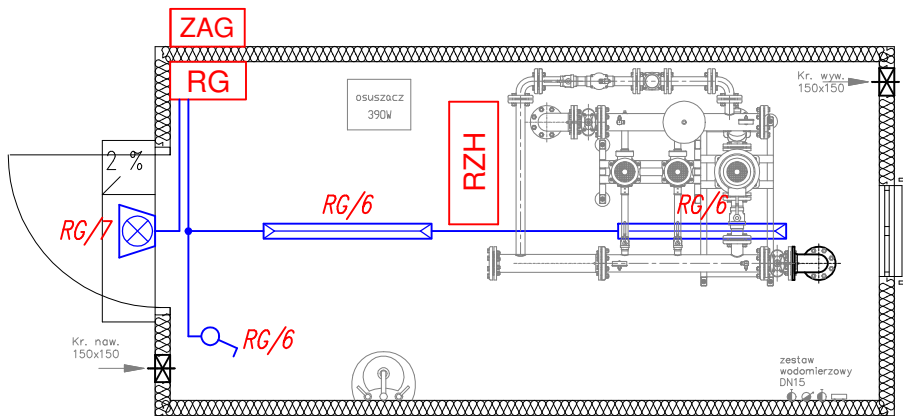 ZAG
RG
osuszacz
390W
RZH
Kr. wyw.
150x150
2 %
RG/7
RG/6
RG/6
RG/6
Kr. naw.
150x150
zestaw
wodomierzowy
DN15